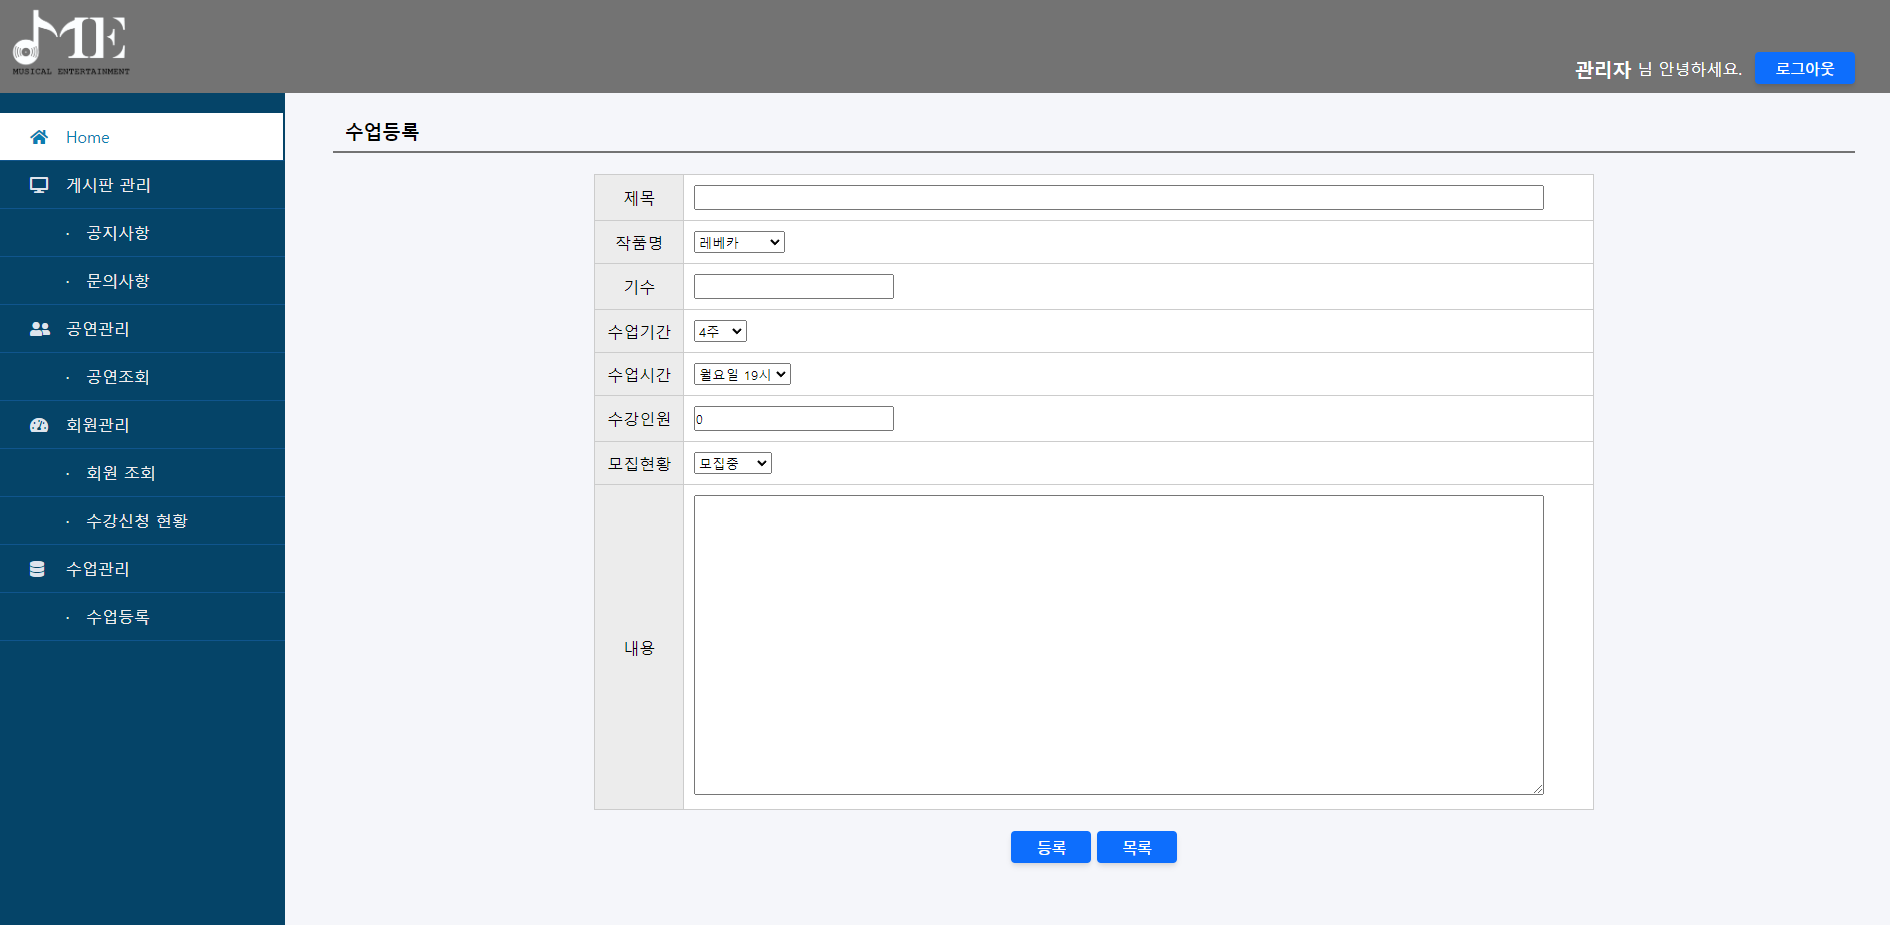 ME
MUSICAL ENTERTAINMENT
관리자 님 안녕하세요. 로그아웃
Home
게시판 관리
· 공지사항
· 문의사항
공연관리
· 공연조회
회원관리
· 회원 조회
· 수강신청 현황
수업관리
· 수업등록
수업등록
제목
작품명 레베카
기수
수업기간 4주
수업시간 월요일 19시
수강인원 0
모집현황 모집중
내용
등록 목록